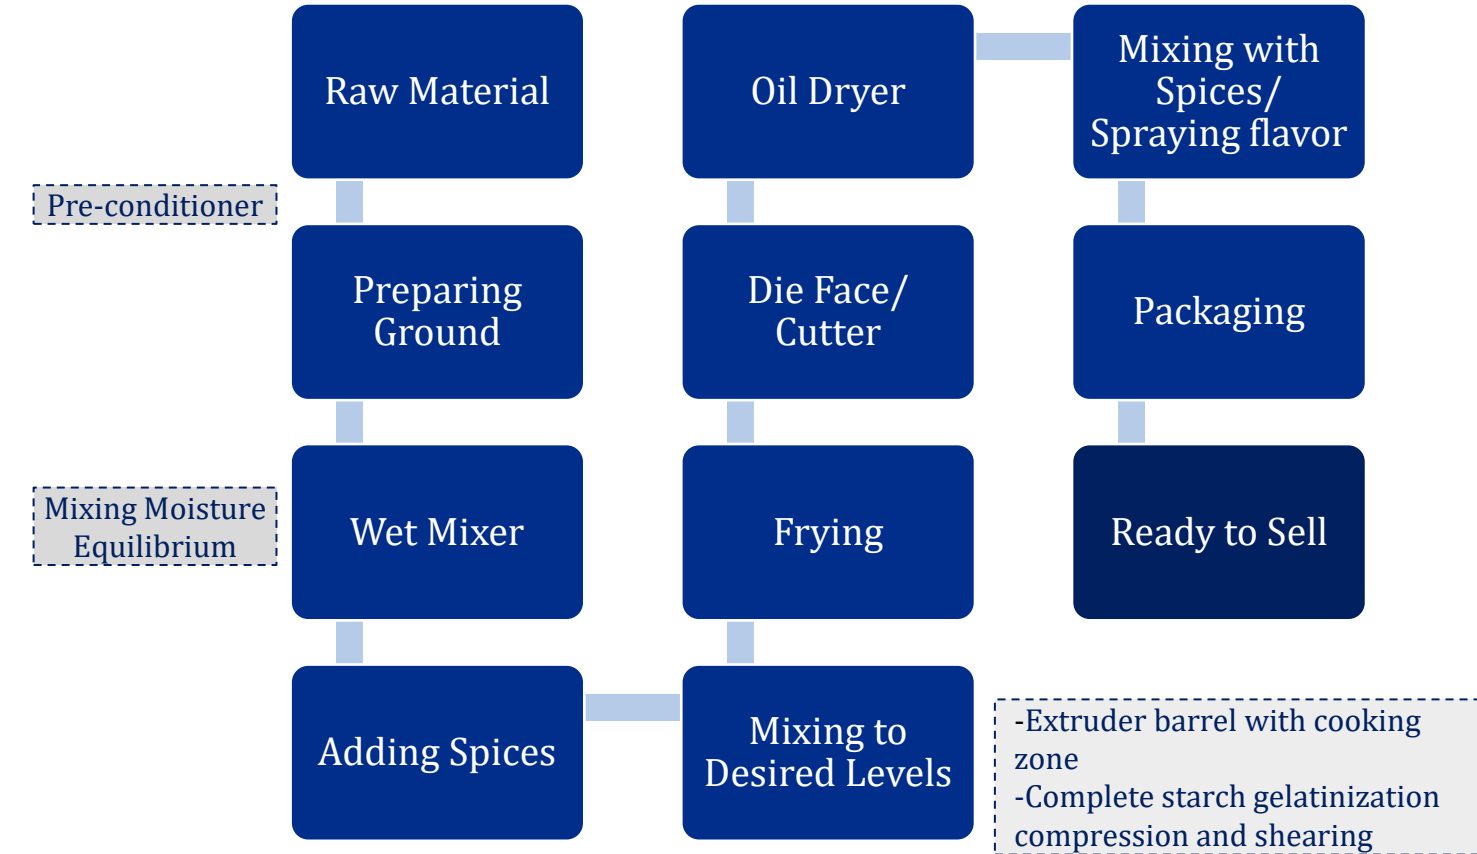 Raw Material
Pre-conditioner
Preparing
Ground
Mixing Moisture
Equilibrium
Wet Mixer
Adding Spices
Mixing to
Desired Levels
-Extruder barrel with cooking
zone
-Complete starch gelatinization
compression and shearing
Frying
Die Face/
Cutter
Oil Dryer
Mixing with
Spices/
Spraying flavor
Packaging
Ready to Sell